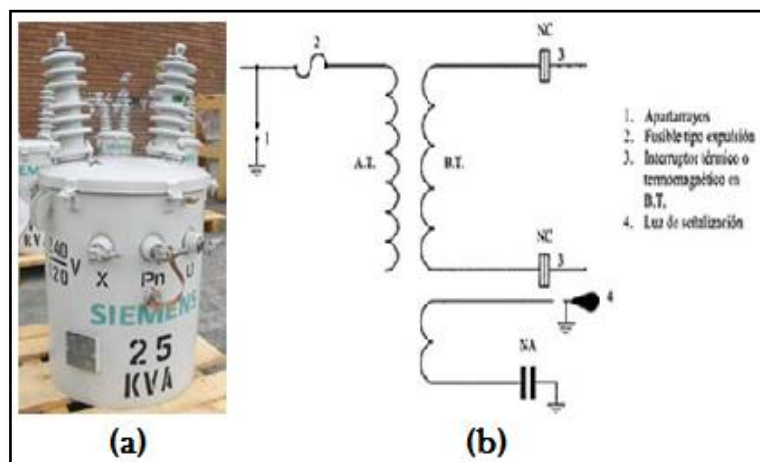 240
120 V
X Pn U
SIEMENS
25
KVA
(a)
2
1
A.T.
B.T.
NC
3
NC
3
4
NA
1. Apartarrayos
2. Fusible tipo expulsión
3. Interruptor térmico o
termomagnético en
B.T.
4. Luz de señalización
(b)